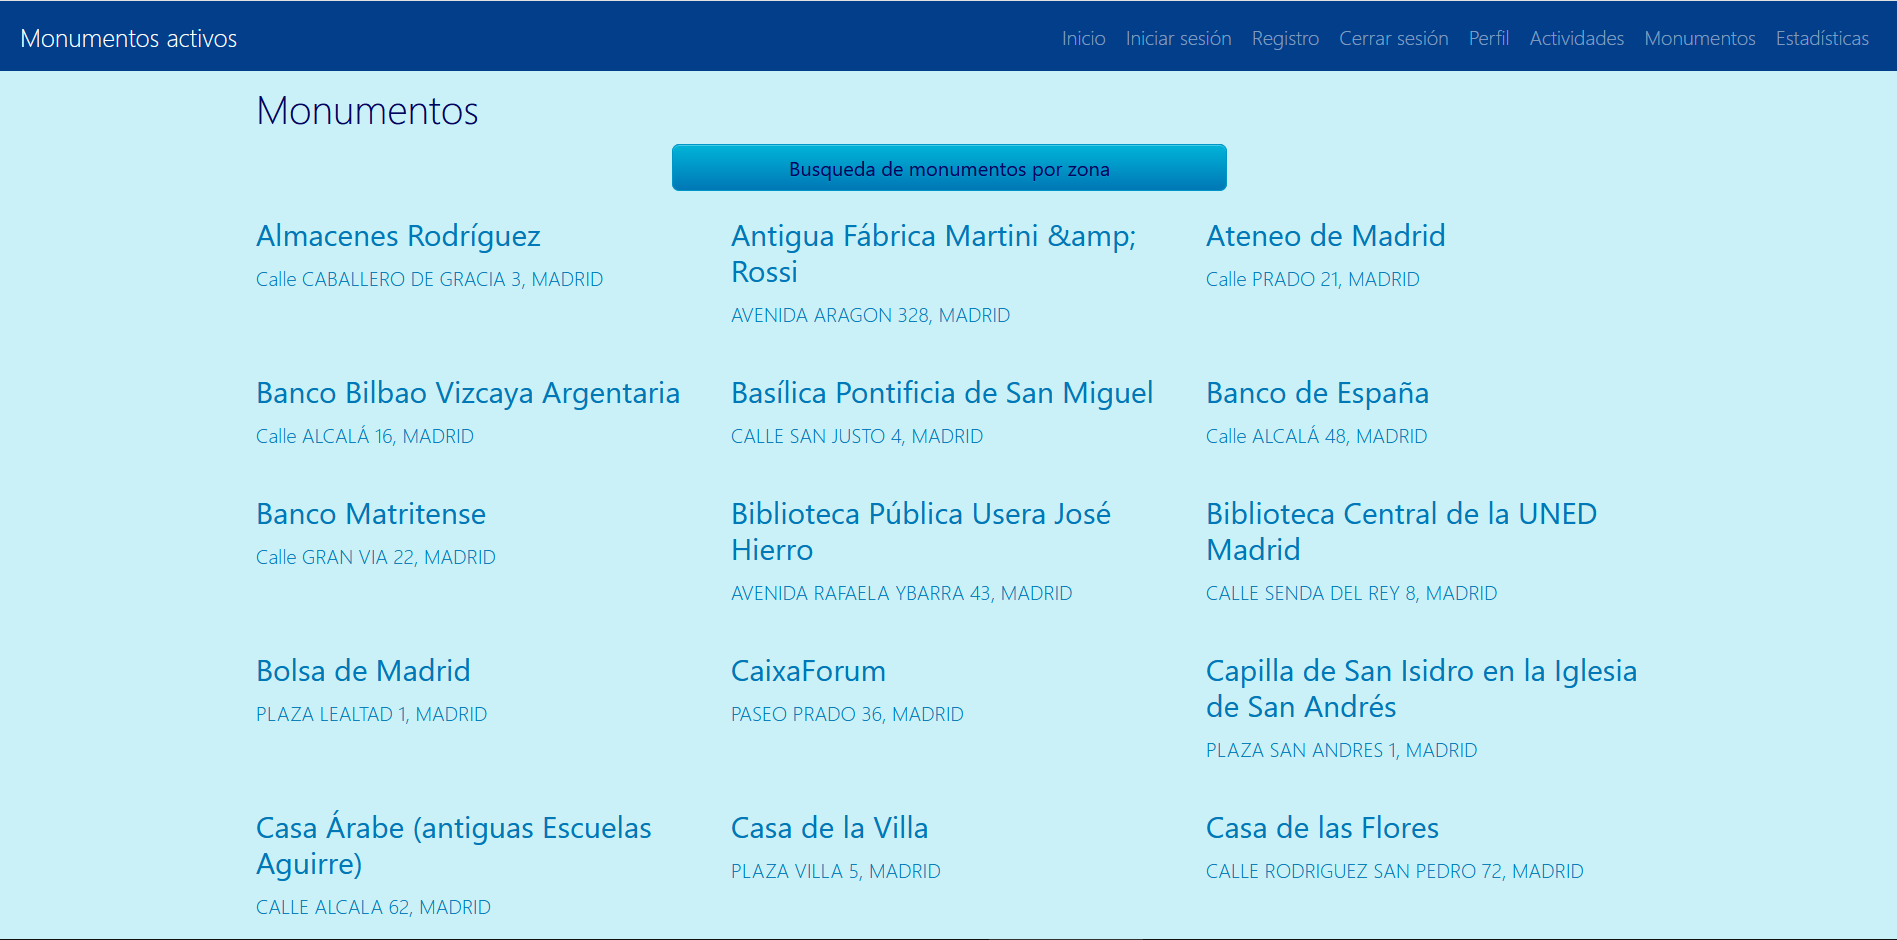 Monumentos activos
Inicio Iniciar sesión Registro Cerrar sesión Perfil Actividades Monumentos Estadísticas
Monumentos
Busqueda de monumentos por zona
Almacenes Rodríguez
Calle CABALLERO DE GRACIA 3, MADRID
Antigua Fábrica Martini &amp;amp;
Rossi
AVENIDA ARAGON 328, MADRID
Ateneo de Madrid
Calle PRADO 21, MADRID
Banco Bilbao Vizcaya Argentaria
Calle ALCALÁ 16, MADRID
Basílica Pontificia de San Miguel
CALLE SAN JUSTO 4, MADRID
Banco de España
Calle ALCALÁ 48, MADRID
Banco Matritense
Calle GRAN VIA 22, MADRID
Biblioteca Pública Usera José
Hierro
AVENIDA RAFAELA YBARRA 43, MADRID
Biblioteca Central de la UNED
Madrid
CALLE SENDA DEL REY 8, MADRID
Bolsa de Madrid
PLAZA LEALTAD 1, MADRID
CaixaForum
PASEO PRADO 36, MADRID
Capilla de San Isidro en la Iglesia
de San Andrés
PLAZA SAN ANDRES 1, MADRID
Casa Árabe (antiguas Escuelas
Aguirre)
CALLE ALCALA 62, MADRID
Casa de la Villa
PLAZA VILLA 5, MADRID
Casa de las Flores
CALLE RODRIGUEZ SAN PEDRO 72, MADRID